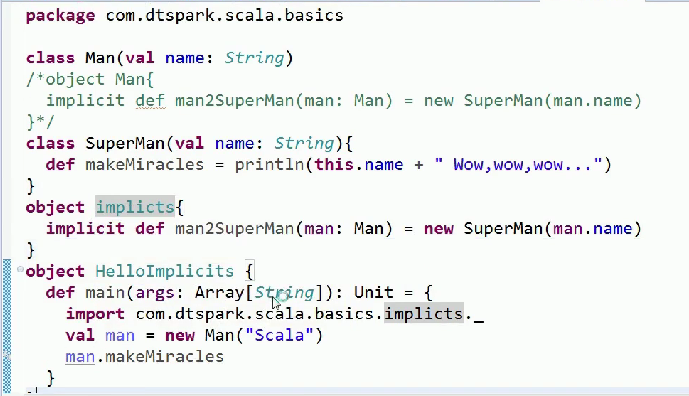 package com.dtspark.scala.basics
class Man(val name: String)
/*object Man{
implicit def man2SuperMan(man: Man) = new SuperMan(man.name)
}*/
class SuperMan(val name: String){
def makeMiracles = println(this.name + " Wow,wow,wow...")
}
object implicts{
implicit def man2SuperMan(man: Man) = new SuperMan(man.name)
}
object HelloImplicits {
def main(args: Array[String]): Unit = {
import com.dtspark.scala.basics.implicts._
val man = new Man("Scala")
man.makeMiracles
}
}